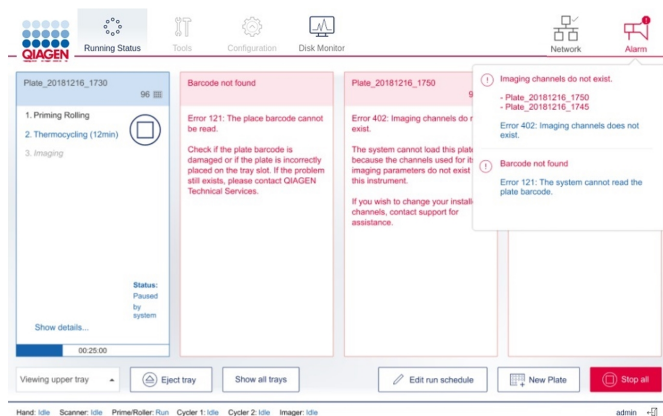 QIAGEN
Running Status
Tools
Configuration
Disk Monitor
Network
Alarm
Plate_20181216_1730
96
1. Priming Rolling
2. Thermocycling (12min)
3. Imaging
Status:
Paused
by
system
Show details...
00:25:00
Barcode not found
Error 121: The place barcode cannot
be read.
Check if the plate barcode is
damaged or if the plate is incorrectly
placed on the tray slot. If the problem
still exists, please contact QIAGEN
Technical Services.
Plate_20181216_1750
9
Error 402: Imaging channels do n
exist.
The system cannot load this plate
because the channels used for its
imaging parameters do not exist
this instrument.
If you wish to change your install
channels, contact support for
assistance.
Imaging channels do not exist.
- Plate_20181216_1750
- Plate_20181216_1745
Error 402: Imaging channels does not
exist.
Barcode not found
Error 121: The system cannot read the
plate barcode.
Viewing upper tray
Eject tray
Show all trays
Edit run schedule
New Plate
Stop all
Hand: Idle Scanner: Idle Prime/Roller: Run Cycler 1: Idle Cycler 2: Idle Imager: Idle
admin